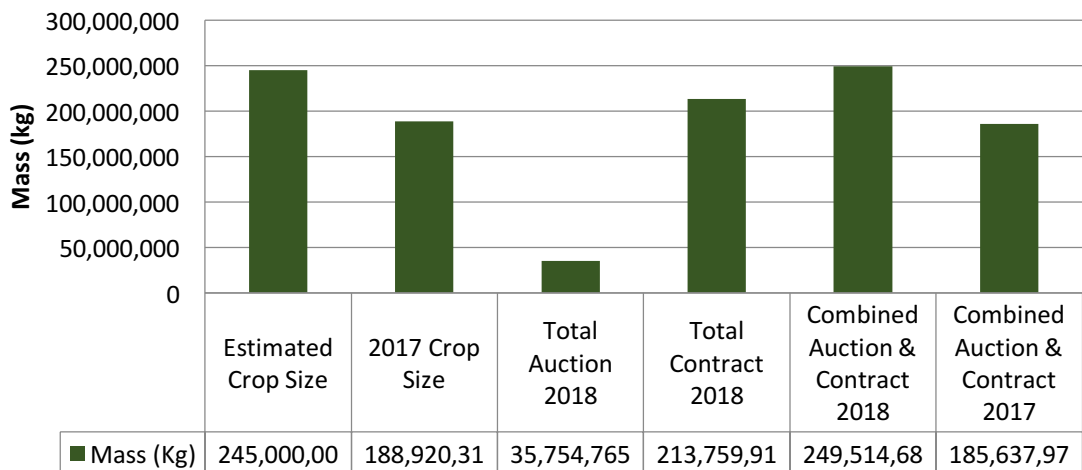 300,000,000
250,000,000
200,000,000
150,000,000
100,000,000
50,000,000
0
Mass (kg)
Estimated
Crop Size
2017 Crop
Size
Total
Auction
2018
Total
Contract
2018
Combined
Auction &
Contract
2018
Combined
Auction &
Contract
2017
Mass (Kg) 245,000,00 188,920,31 35,754,765 213,759,91 249,514,68 185,637,97